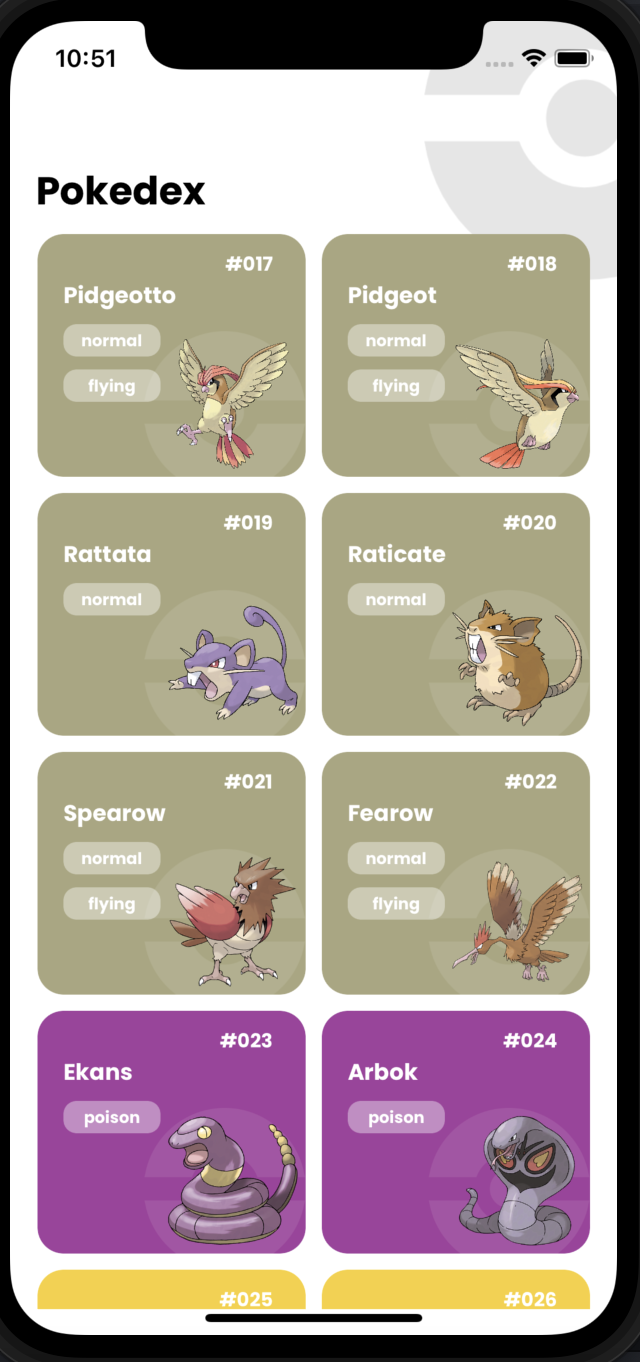 10:51
Pokedex
#017
Pidgeotto
normal
flying
#018
Pidgeot
normal
flying
#019
Rattata
normal
#020
Raticate
normal
#021
Spearow
normal
flying
#022
Fearow
normal
flying
#023
Ekans
poison
#024
Arbok
poison
#025
#026